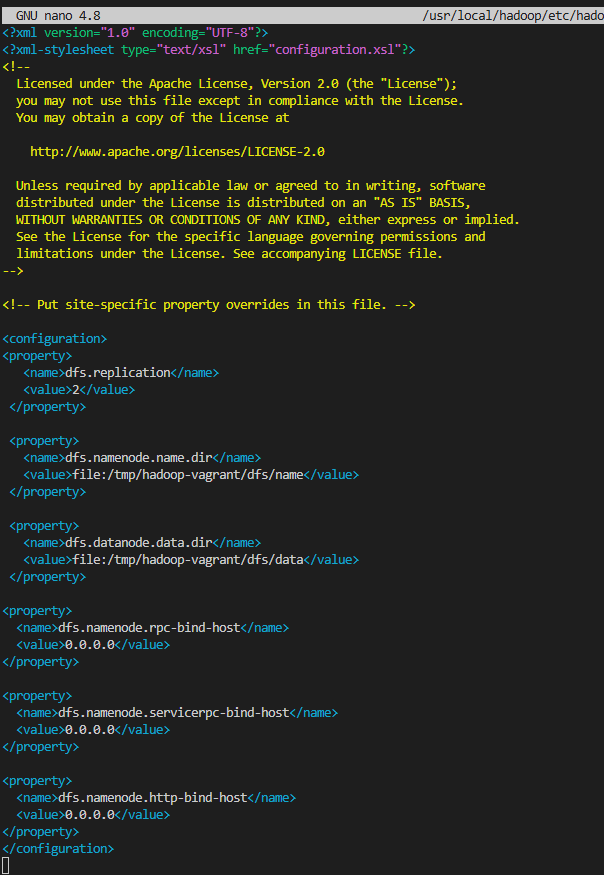 GNU nano 4.8 /usr/local/hadoop/etc/hado
<?xml version="1.0" encoding="UTF-8"?>
<?xml-stylesheet type="text/xsl" href="configuration.xsl"?>
<!--
  Licensed under the Apache License, Version 2.0 (the "License");
  you may not use this file except in compliance with the License.
  You may obtain a copy of the License at

    http://www.apache.org/licenses/LICENSE-2.0

  Unless required by applicable law or agreed to in writing, software
  distributed under the License is distributed on an "AS IS" BASIS,
  WITHOUT WARRANTIES OR CONDITIONS OF ANY KIND, either express or implied.
  See the License for the specific language governing permissions and
  limitations under the License. See accompanying LICENSE file.
-->

<!-- Put site-specific property overrides in this file. -->

<configuration>
<property>
   <name>dfs.replication</name>
   <value>2</value>
 </property>

 <property>
   <name>dfs.namenode.name.dir</name>
   <value>file:/tmp/hadoop-vagrant/dfs/name</value>
 </property>

 <property>
   <name>dfs.datanode.data.dir</name>
   <value>file:/tmp/hadoop-vagrant/dfs/data</value>
 </property>

<property>
  <name>dfs.namenode.rpc-bind-host</name>
  <value>0.0.0.0</value>
</property>

<property>
  <name>dfs.namenode.servicerpc-bind-host</name>
  <value>0.0.0.0</value>
</property>

<property>
  <name>dfs.namenode.http-bind-host</name>
  <value>0.0.0.0</value>
</property>
</configuration>